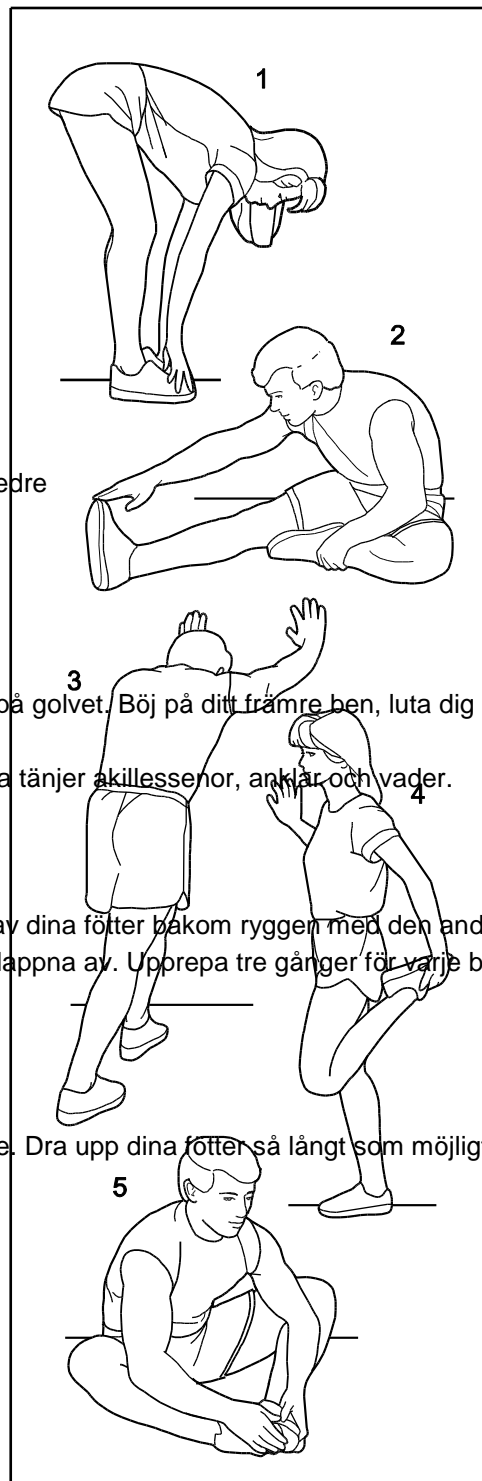 1
2
edre
3
på golvet. Böj på ditt främre ben, luta dig
a tänjer akillessenor, anklar och vader.
4
av dina fötter bakom ryggen med den and
lappna av. Upprepa tre gånger för varje b
e. Dra upp dina fötter så långt som möjligt
5